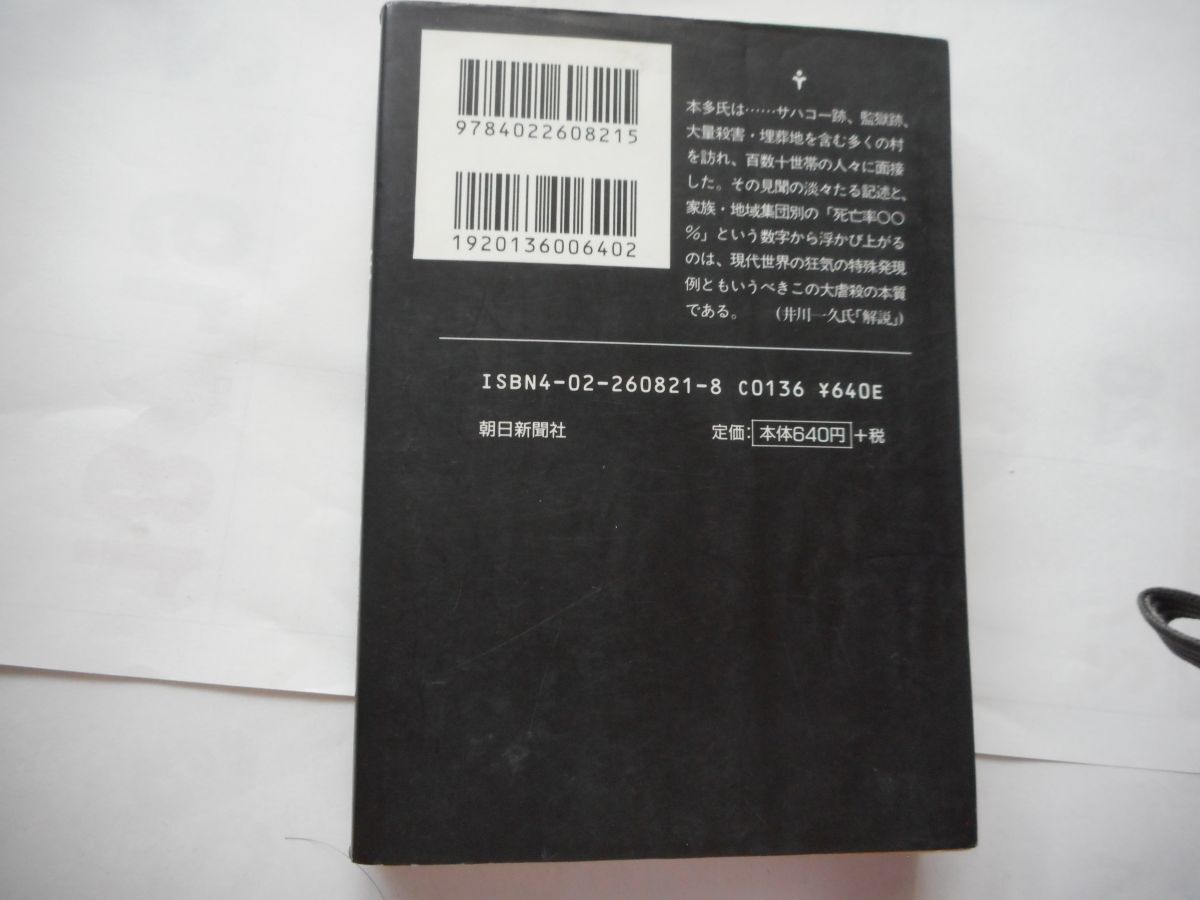 9784022608215
1920136006402
本多氏は……サハコー跡、監獄跡、
大量殺害・埋葬地を含む多くの村
を訪れ、百数十世帯の人々に面接
した。その見聞の淡々たる記述と、
家族・地域集団別の「死亡率〇〇
%」という数字から浮かび上がる
のは、現代世界の狂気の特殊発現
例ともいうべきこの大虐殺の本質
である。 (井川一久氏「解説」)
ISBN4-02-260821-8 C0136 ¥640E
朝日新聞社
定価:本体640円+税